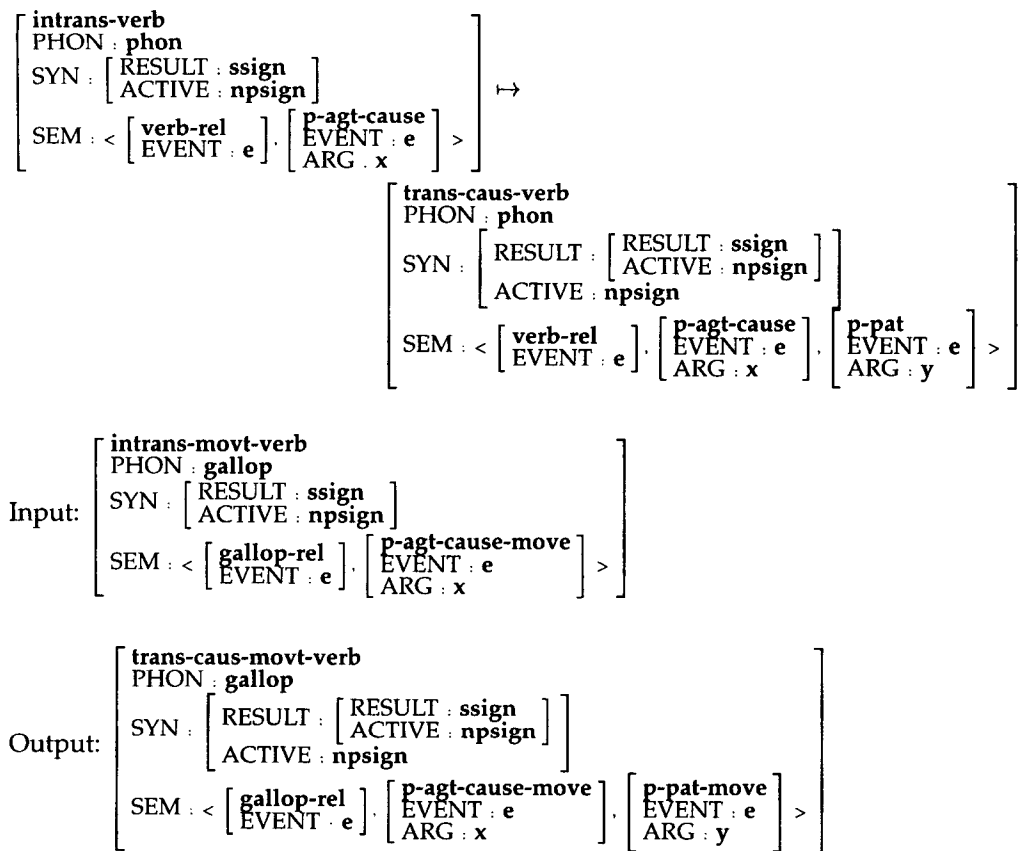 intrans-verb
PHON : phon
SYN : [ RESULT : ssign
ACTIVE : npsign ]
SEM : < [ verb-rel
EVENT : e ] , [ p-agt-cause
EVENT : e
ARG . x ] >
↦
trans-caus-verb
PHON : phon
SYN : [ RESULT : [ RESULT : ssign
ACTIVE : npsign ]
ACTIVE : npsign ]
SEM : < [ verb-rel
EVENT : e ] , [ p-agt-cause
EVENT : e
ARG : x ] , [ p-pat
EVENT : e
ARG : y ] >
Input: [ intrans-movt-verb
PHON : gallop
SYN : [ RESULT : ssign
ACTIVE : npsign ]
SEM : < [ gallop-rel
EVENT : e ] , [ p-agt-cause-move
EVENT : e
ARG : x ] > ]
Output: [ trans-caus-movt-verb
PHON : gallop
SYN : [ RESULT : [ RESULT : ssign
ACTIVE : npsign ]
ACTIVE : npsign ]
SEM : < [ gallop-rel
EVENT · e ] , [ p-agt-cause-move
EVENT : e
ARG : x ] , [ p-pat-move
EVENT : e
ARG : y ] > ]